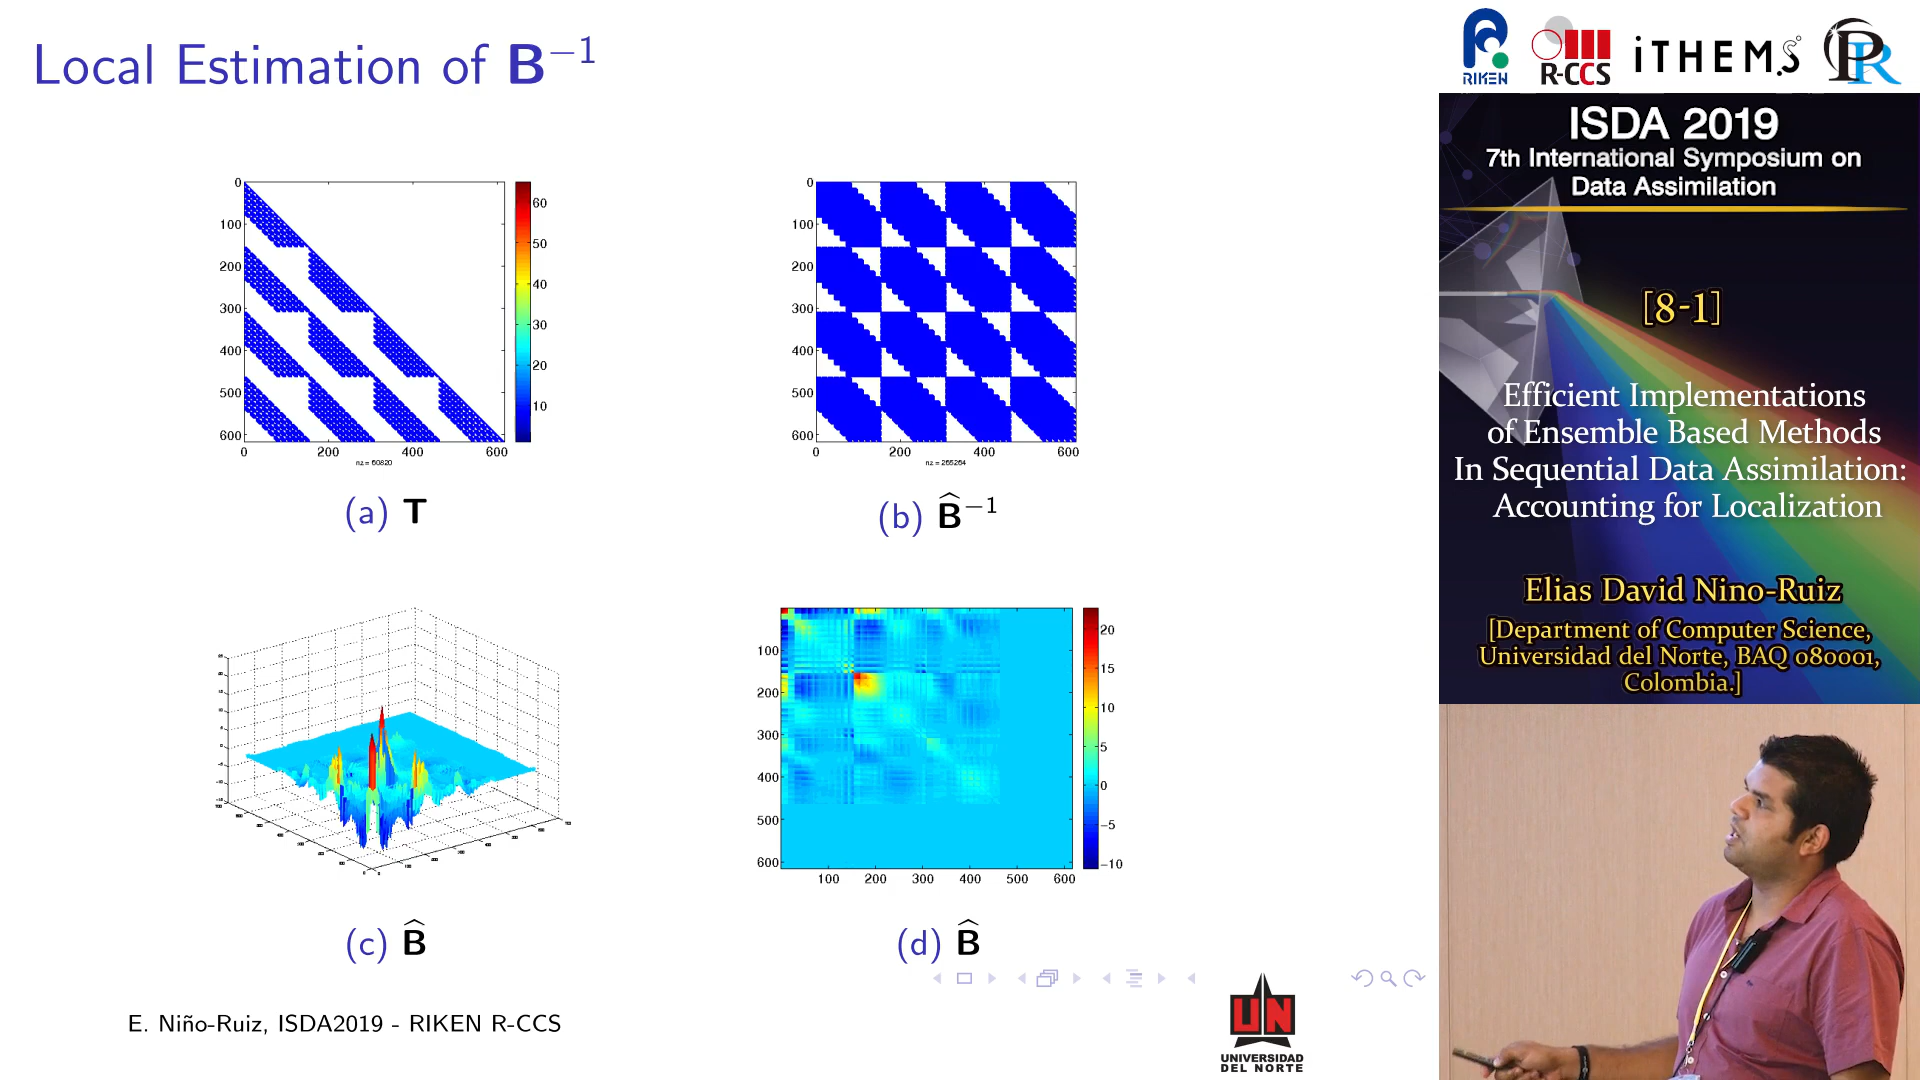 Local Estimation of B−1
0
100
200
300
400
500
600
0
200
400
600
nz = 60820
60
50
40
30
20
10
(a) T
0
100
200
300
400
500
600
0
200
400
600
nz = 265264
(b) B̂−1
(c) B̂
100
200
300
400
500
600
100
200
300
400
500
600
20
15
10
5
0
−5
−10
(d) B̂
E. Niño-Ruiz, ISDA2019 - RIKEN R-CCS
UN
UNIVERSIDAD
DEL NORTE
RIKEN
R-CCS
iTHEMS
PR
ISDA 2019
7th International Symposium on
Data Assimilation
[8-1]
Efficient Implementations
of Ensemble Based Methods
In Sequential Data Assimilation:
Accounting for Localization
Elias David Nino-Ruiz
[Department of Computer Science,
Universidad del Norte, BAQ 080001,
Colombia.]